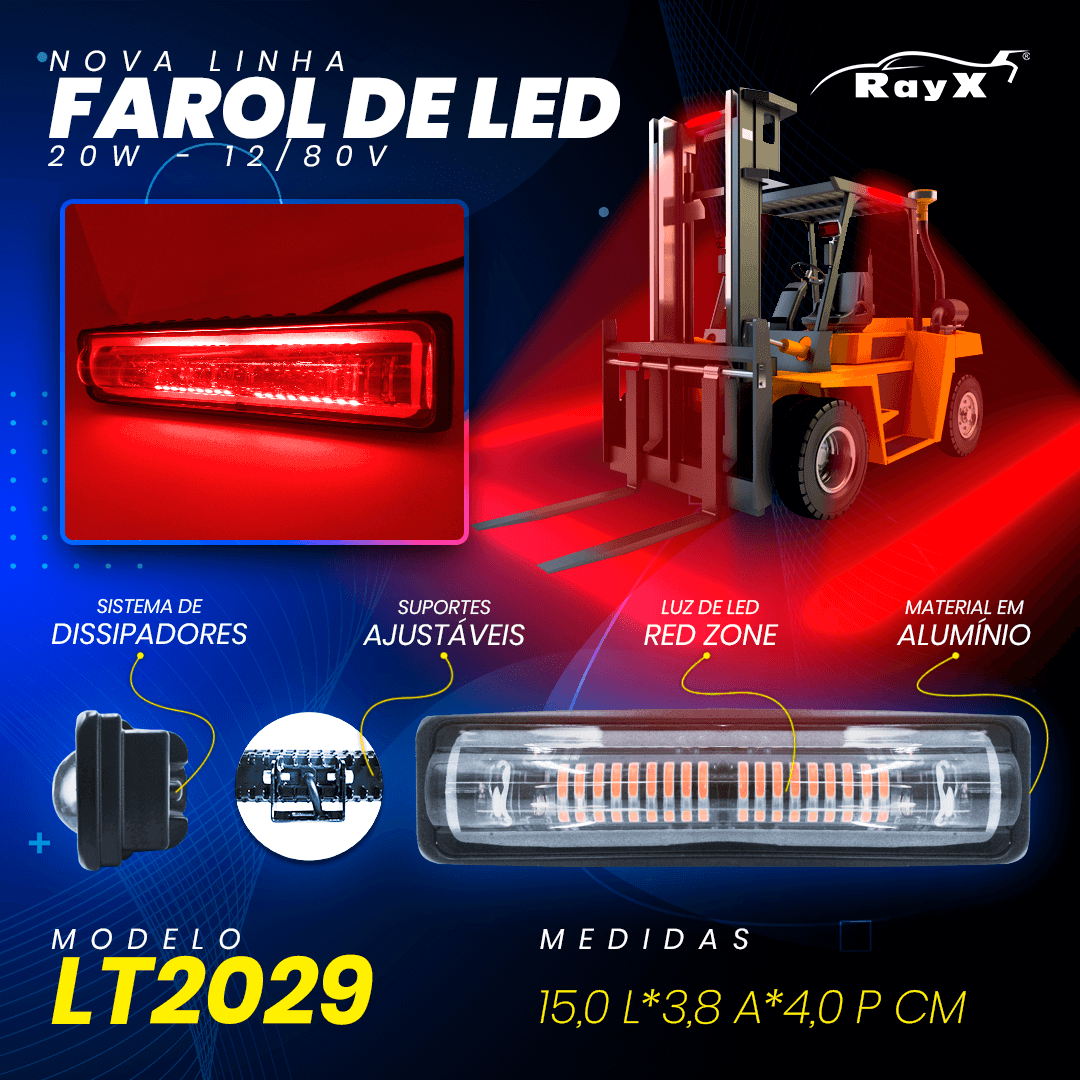 NOVA LINHA
FAROL DE LED
20W - 12/80V
RayX®
SISTEMA DE
DISSIPADORES
SUPORTES
AJUSTÁVEIS
LUZ DE LED
RED ZONE
MATERIAL EM
ALUMÍNIO
MODELO
LT2029
MEDIDAS
15,0 L*3,8 A*4,0 P CM